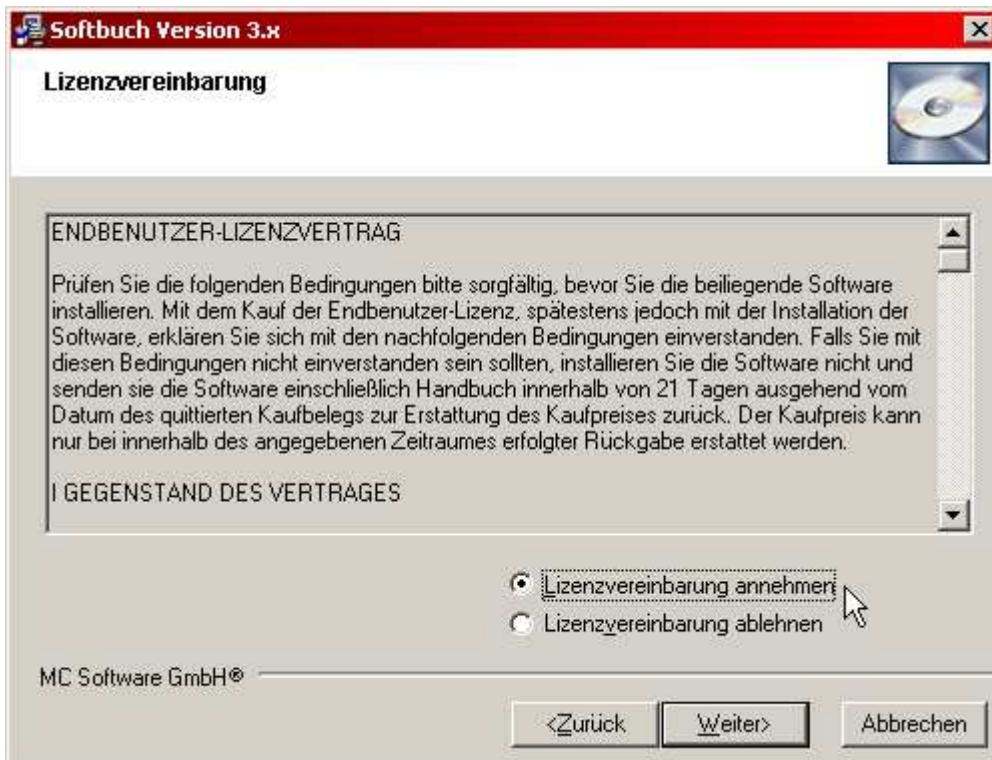 Softbuch Version 3.x
Lizenzvereinbarung
ENDBENUTZER-LIZENZVERTRAG
Prüfen Sie die folgenden Bedingungen bitte sorgfältig, bevor Sie die beiliegende Software
installieren. Mit dem Kauf der Endbenutzer-Lizenz, spätestens jedoch mit der Installation der
Software, erklären Sie sich mit den nachfolgenden Bedingungen einverstanden. Falls Sie mit
diesen Bedingungen nicht einverstanden sein sollten, installieren Sie die Software nicht und
senden sie die Software einschließlich Handbuch innerhalb von 21 Tagen ausgehend vom
Datum des quittierten Kaufbelegs zur Erstattung des Kaufpreises zurück. Der Kaufpreis kann
nur bei innerhalb des angegebenen Zeitraumes erfolgter Rückgabe erstattet werden.
I GEGENSTAND DES VERTRAGES
Lizenzvereinbarung annehmen
Lizenzvereinbarung ablehnen
MC Software GmbH®
<Zurück Weiter> Abbrechen